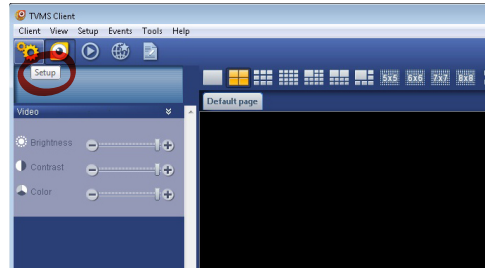 TVMS Client
Client View Setup Events Tools Help
Setup
5x5 6x6 7x7 8x8
Default page
Video
Brightness
Contrast
Color